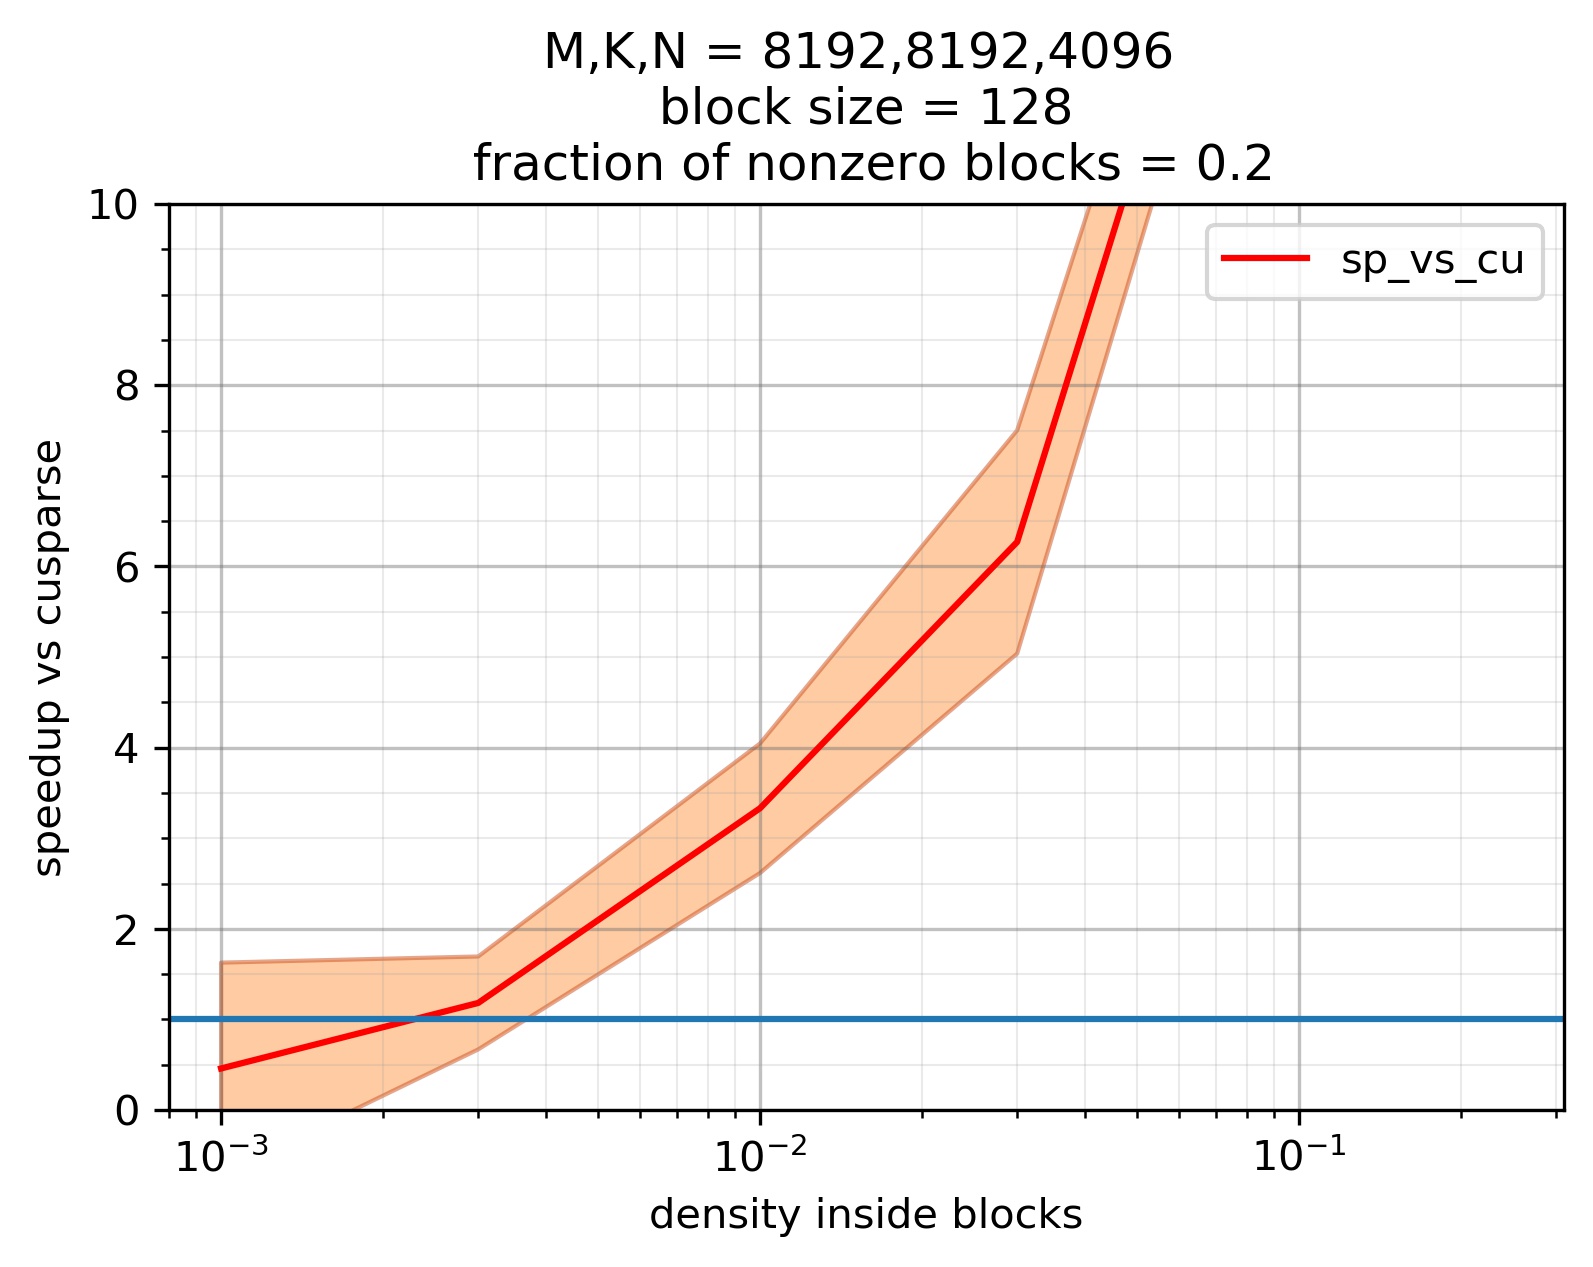 M,K,N = 8192,8192,4096
block size = 128
fraction of nonzero blocks = 0.2
10
8
6
4
2
0
speedup vs cusparse
sp_vs_cu
10⁻³
10⁻²
10⁻¹
density inside blocks